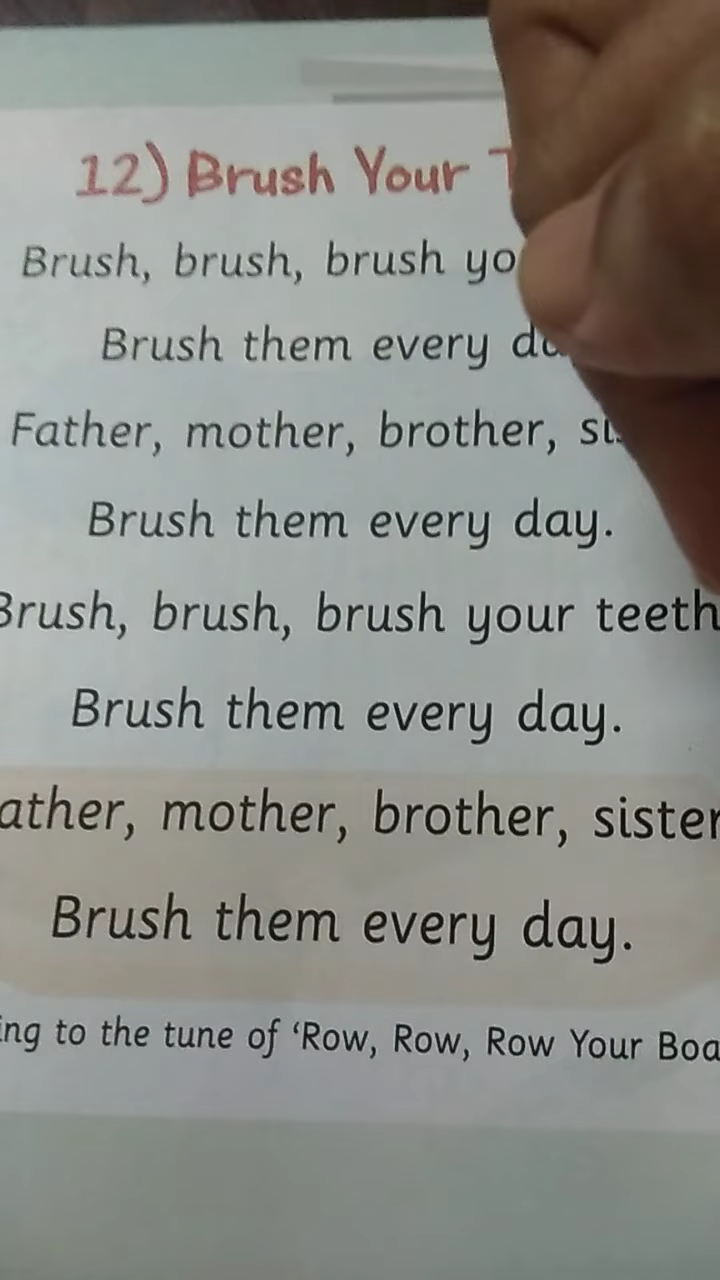 12) Brush Your
Brush, brush, brush yo
Brush them every
Father, mother, brother,
Brush them every day.
Brush, brush, brush your teeth
Brush them every day.
ather, mother, brother, sister
Brush them every day.
ing to the tune of ‘Row, Row, Row Your Boa